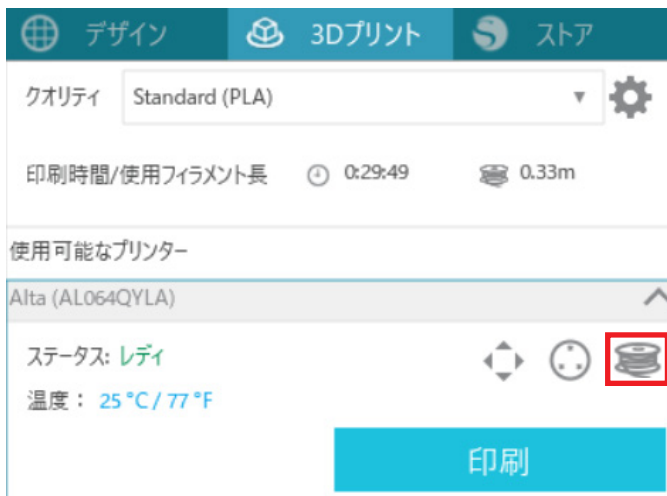 デザイン 3Dプリント ストア
クオリティ Standard (PLA)
印刷時間/使用フィラメント長 0:29:49 0.33m
使用可能なプリンター
Alta (AL064QYLA)
ステータス: レディ
温度： 25 °C / 77 °F
印刷